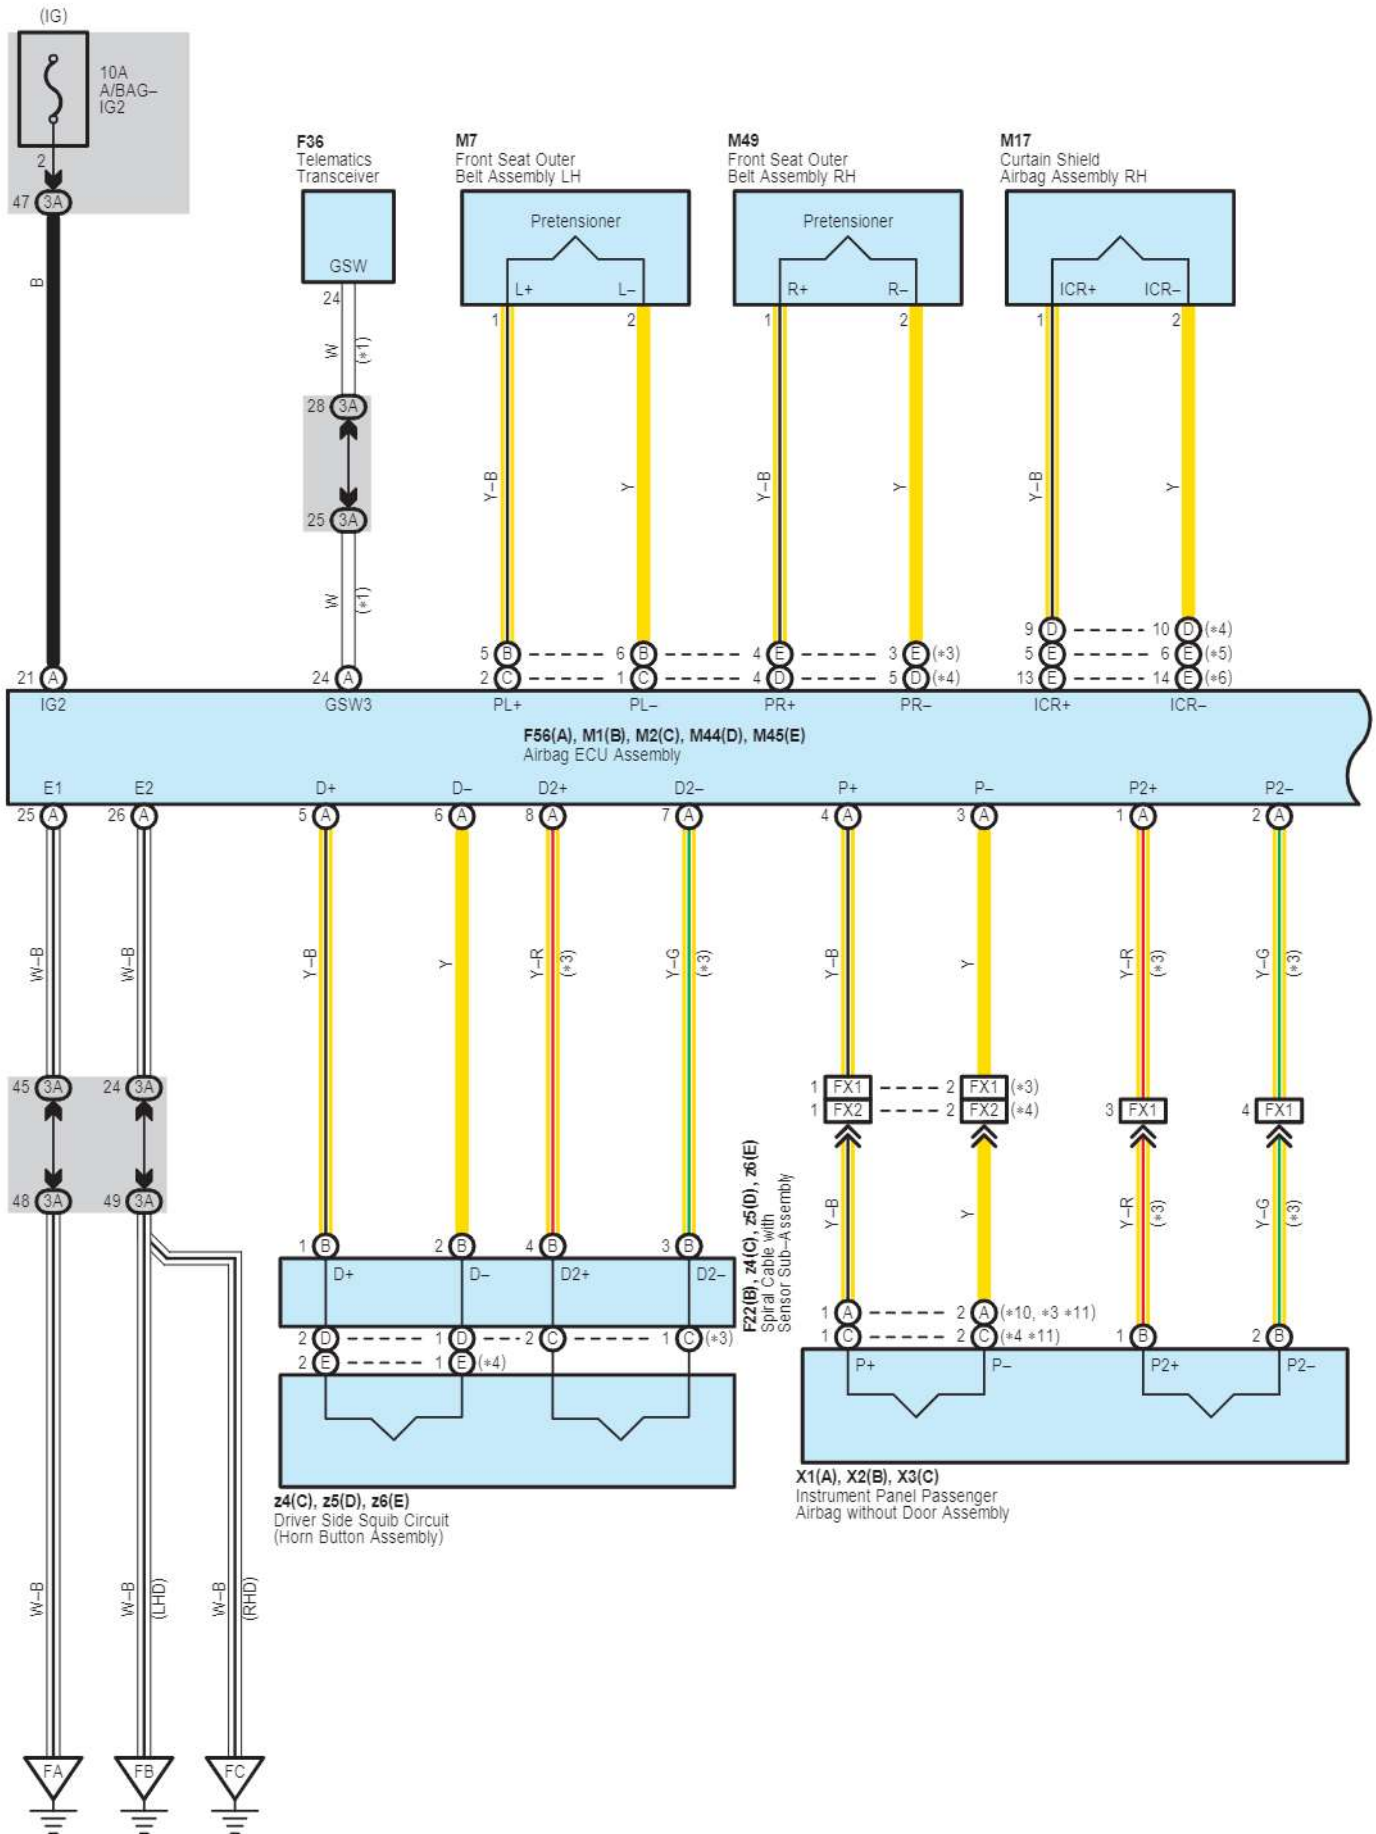 (IG)
10A
A/BAG–
IG2
2
47 3A
B
F36
Telematics
Transceiver
GSW
24
W (*1)
28 3A
25 3A
W (*1)
M7
Front Seat Outer
Belt Assembly LH
Pretensioner
L+ L–
1 2
Y–B Y
M49
Front Seat Outer
Belt Assembly RH
Pretensioner
R+ R–
1 2
Y–B Y
M17
Curtain Shield
Airbag Assembly RH
ICR+ ICR–
1 2
Y–B Y
9 D 10 D (*4)
5 B 6 B 4 E 3 E (*3) 5 E 6 E (*5)
21 A 24 A 2 C 1 C 4 D 5 D (*4) 13 E 14 E (*6)
IG2 GSW3 PL+ PL– PR+ PR– ICR+ ICR–
F56(A), M1(B), M2(C), M44(D), M45(E)
Airbag ECU Assembly
E1 E2 D+ D– D2+ D2– P+ P– P2+ P2–
25 A 26 A 5 A 6 A 8 A 7 A 4 A 3 A 1 A 2 A
W–B W–B Y–B Y Y–R (*3) Y–G (*3) Y–B Y Y–R (*3) Y–G (*3)
45 3A 24 3A 1 FX1 2 FX1 (*3)
1 FX2 2 FX2 (*4) 3 FX1 4 FX1
48 3A 49 3A
Y–B Y Y–R (*3) Y–G (*3)
1 B 2 B 4 B 3 B
D+ D– D2+ D2–
F22(B), z4(C), z5(D), z6(E)
Spiral Cable with
Sensor Sub–Assembly
1 A 2 A (*10, *3 *11)
2 D 1 D 2 C 1 C (*3) 1 C 2 C (*4 *11) 1 B 2 B
2 E 1 E (*4)
P+ P– P2+ P2–
X1(A), X2(B), X3(C)
Instrument Panel Passenger
Airbag without Door Assembly
z4(C), z5(D), z6(E)
Driver Side Squib Circuit
(Horn Button Assembly)
W–B W–B (LHD) W–B (RHD)
FA FB FC